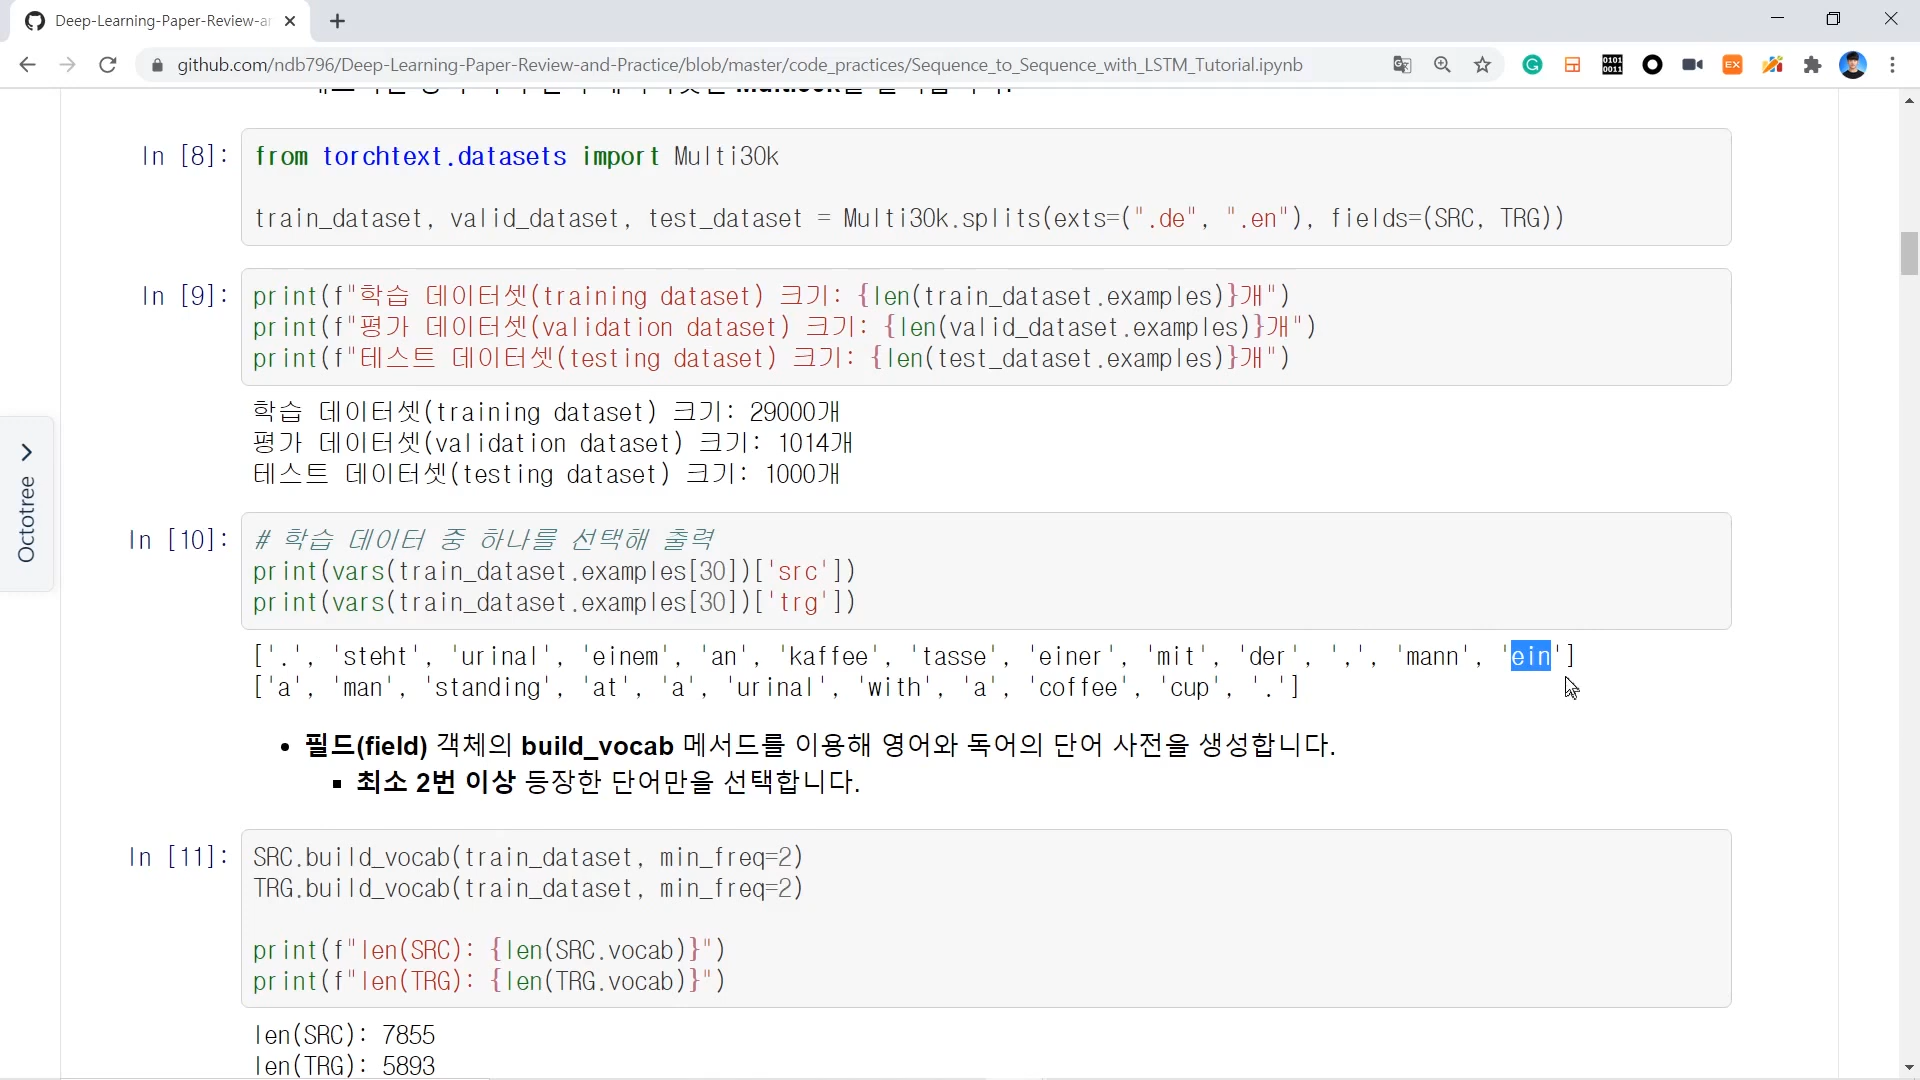 Deep-Learning-Paper-Review-ar
github.com/ndb796/Deep-Learning-Paper-Review-and-Practice/blob/master/code_practices/Sequence_to_Sequence_with_LSTM_Tutorial.ipynb
In [8]:
from torchtext.datasets import Multi30k
train_dataset, valid_dataset, test_dataset = Multi30k.splits(exts=(".de", ".en"), fields=(SRC, TRG))
In [9]:
print(f"학습 데이터셋(training dataset) 크기: {len(train_dataset.examples)}개")
print(f"평가 데이터셋(validation dataset) 크기: {len(valid_dataset.examples)}개")
print(f"테스트 데이터셋(testing dataset) 크기: {len(test_dataset.examples)}개")
학습 데이터셋(training dataset) 크기: 29000개
평가 데이터셋(validation dataset) 크기: 1014개
테스트 데이터셋(testing dataset) 크기: 1000개
Octotree
In [10]:
# 학습 데이터 중 하나를 선택해 출력
print(vars(train_dataset.examples[30])['src'])
print(vars(train_dataset.examples[30])['trg'])
['.', 'steht', 'urinal', 'einem', 'an', 'kaffee', 'tasse', 'einer', 'mit', 'der', ',', 'mann', 'ein']
['a', 'man', 'standing', 'at', 'a', 'urinal', 'with', 'a', 'coffee', 'cup', '.']
• 필드(field) 객체의 build_vocab 메서드를 이용해 영어와 독어의 단어 사전을 생성합니다.
▪ 최소 2번 이상 등장한 단어만을 선택합니다.
In [11]:
SRC.build_vocab(train_dataset, min_freq=2)
TRG.build_vocab(train_dataset, min_freq=2)
print(f"len(SRC): {len(SRC.vocab)}")
print(f"len(TRG): {len(TRG.vocab)}")
len(SRC): 7855
len(TRG): 5893